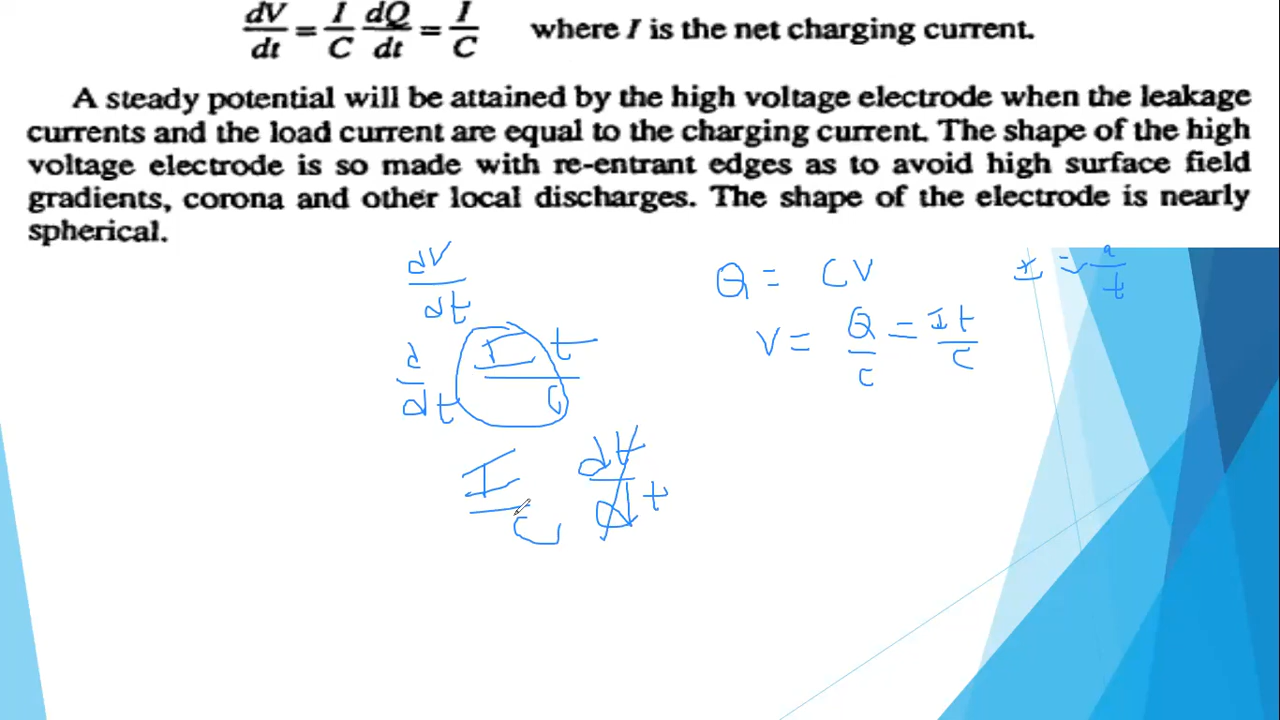 dV/dt = I/C dQ/dt = I/C where I is the net charging current.
A steady potential will be attained by the high voltage electrode when the leakage
currents and the load current are equal to the charging current. The shape of the high
voltage electrode is so made with re-entrant edges as to avoid high surface field
gradients, corona and other local discharges. The shape of the electrode is nearly
spherical.
dV/dt
Q = CV
V = Q/C = It/C
d/dt I t/C
I/C dt/dt